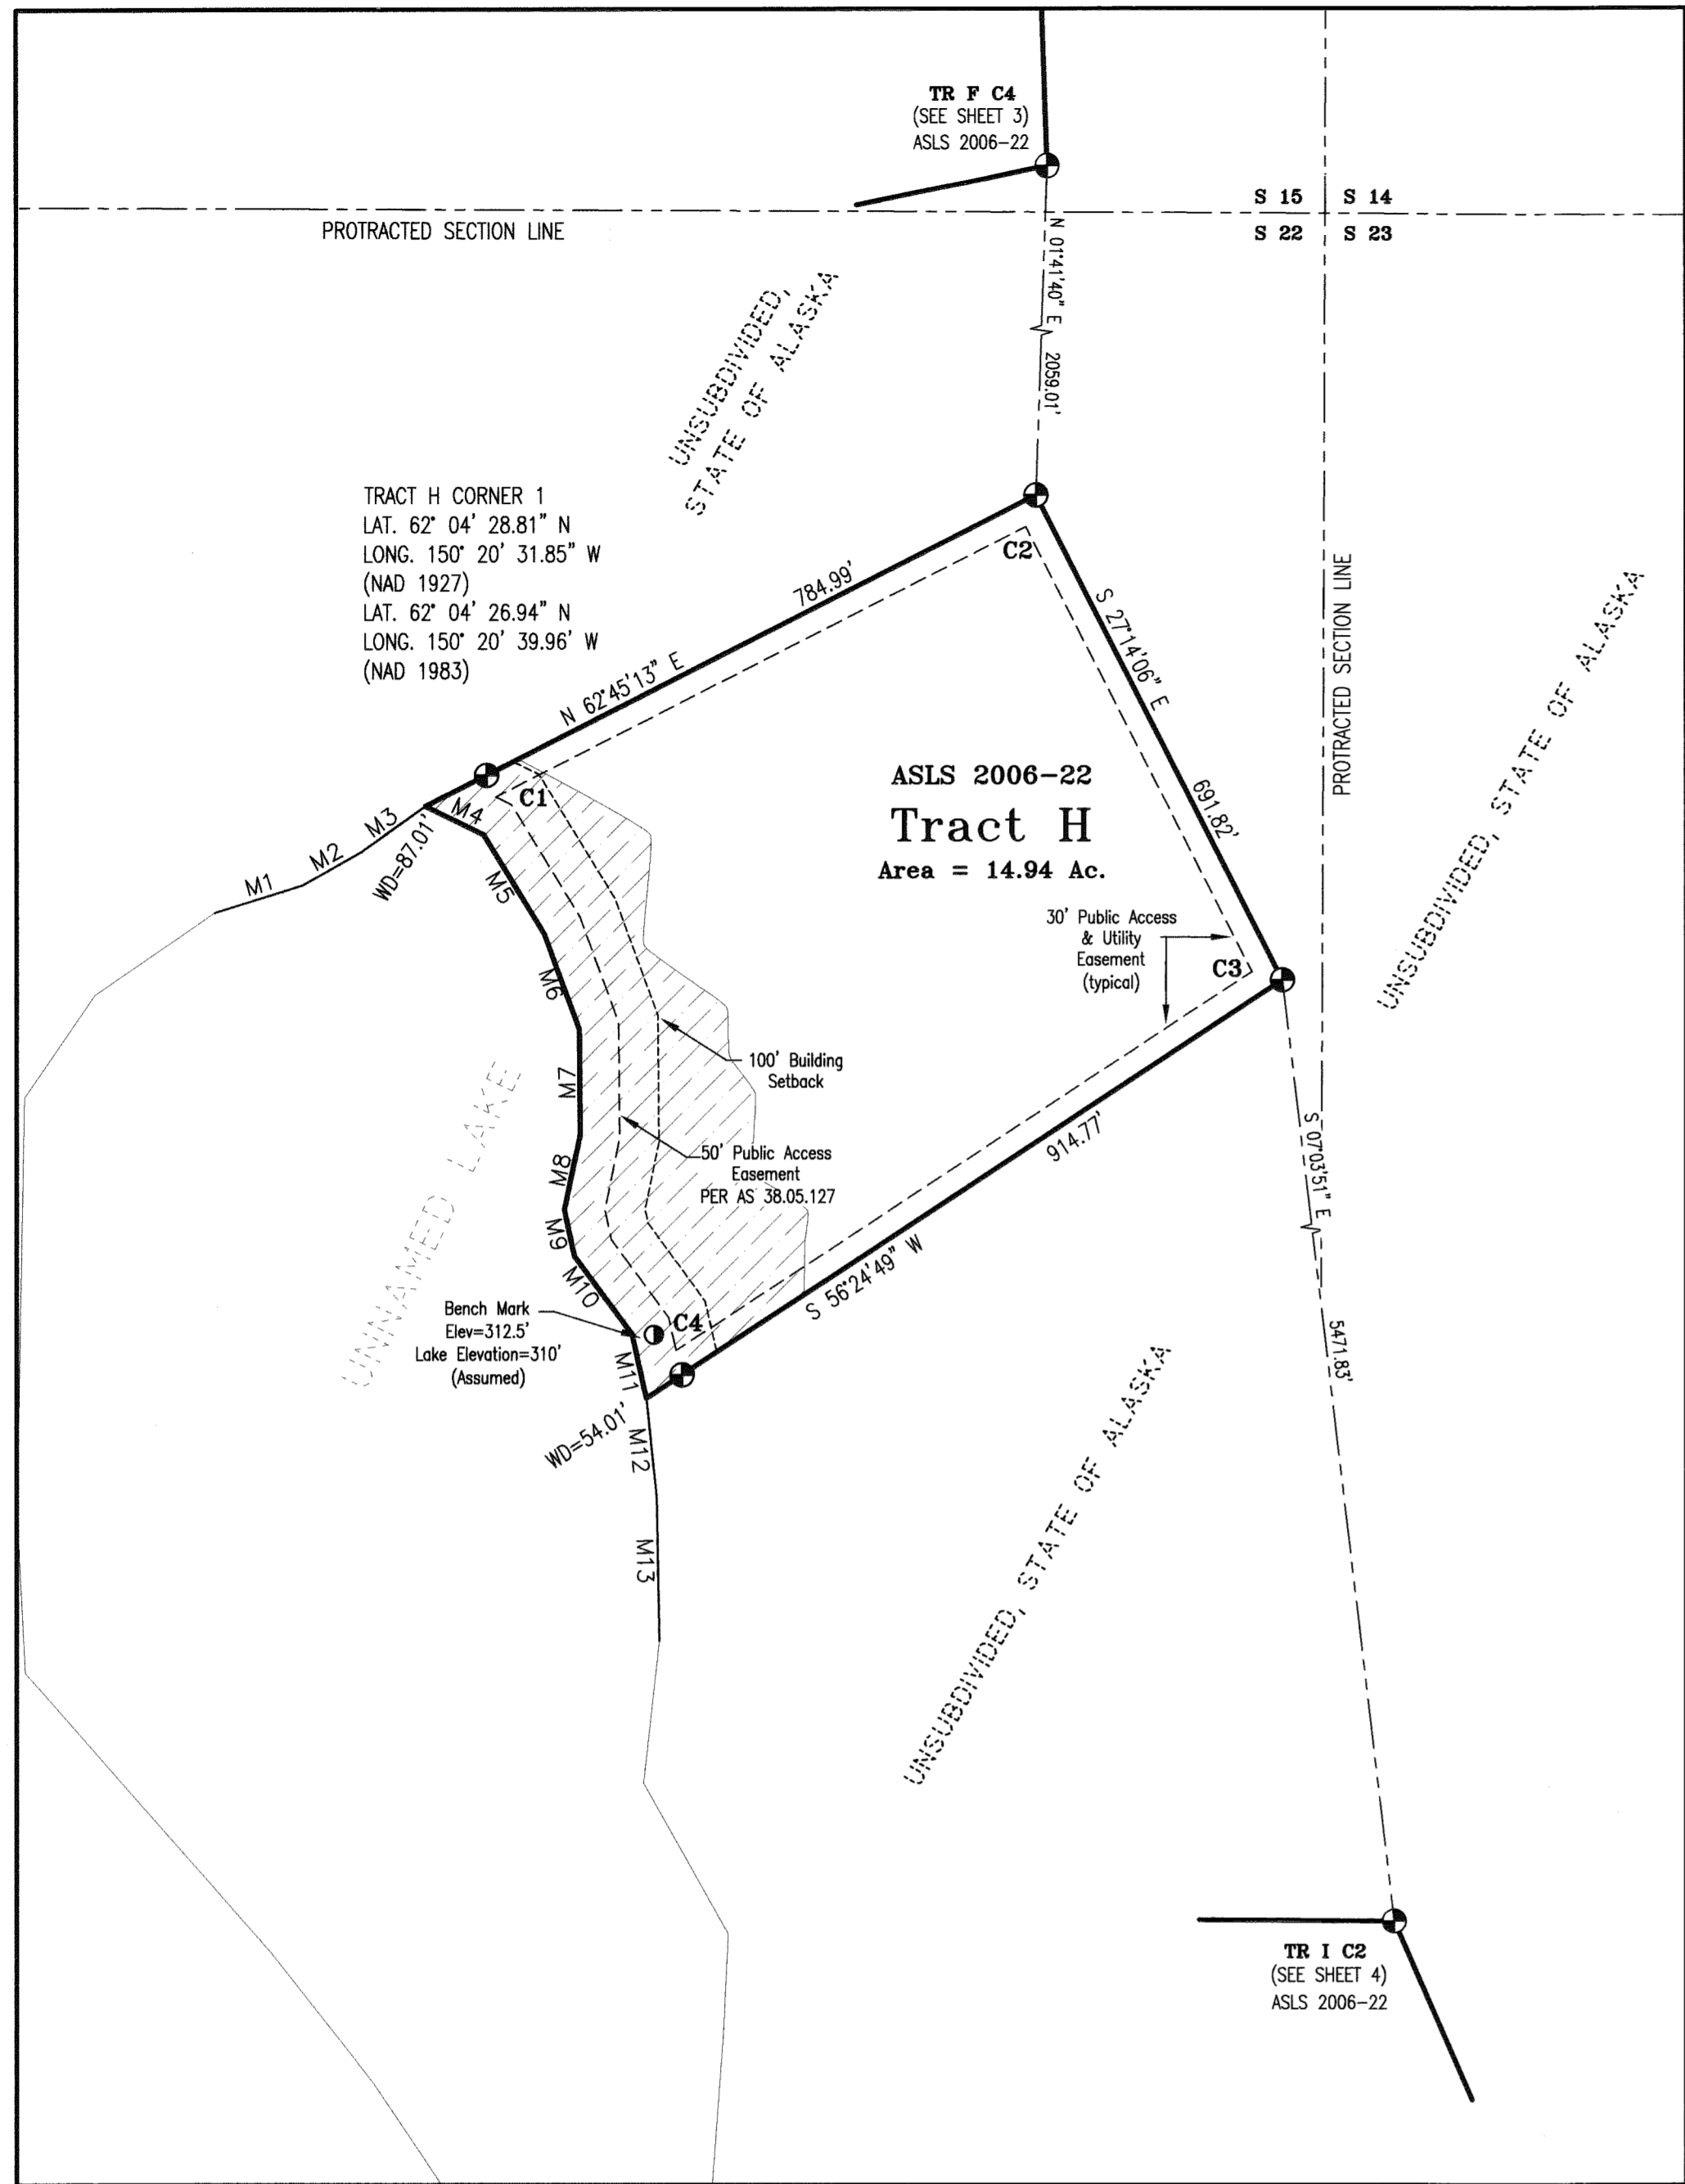 TR F C4
(SEE SHEET 3)
ASLS 2006-22
S 15
S 14
S 22
S 23
PROTRACTED SECTION LINE
N 01°41'40" E 2059.01'
UNSUBDIVIDED,
STATE OF ALASKA
TRACT H CORNER 1
LAT. 62° 04' 28.81" N
LONG. 150° 20' 31.85" W
(NAD 1927)
LAT. 62° 04' 26.94" N
LONG. 150° 20' 39.96' W
(NAD 1983)
C2
784.99'
N 62°45'13" E
S 27°14'06" E
691.82'
PROTRACTED SECTION LINE
UNSUBDIVIDED, STATE OF ALASKA
ASLS 2006-22
Tract H
Area = 14.94 Ac.
C1
M4
M3
M2
M1
WD=87.01'
M5
30' Public Access
& Utility
Easement
(typical)
C3
M6
100' Building
Setback
M7
50' Public Access
Easement
PER AS 38.05.127
914.77'
S 56°24'49" W
S 07°03'51" E
5471.83'
M8
M9
M10
UNNAMED LAKE
Bench Mark
Elev=312.5'
Lake Elevation=310'
(Assumed)
C4
M11
WD=54.01'
M12
M13
UNSUBDIVIDED, STATE OF ALASKA
TR I C2
(SEE SHEET 4)
ASLS 2006-22